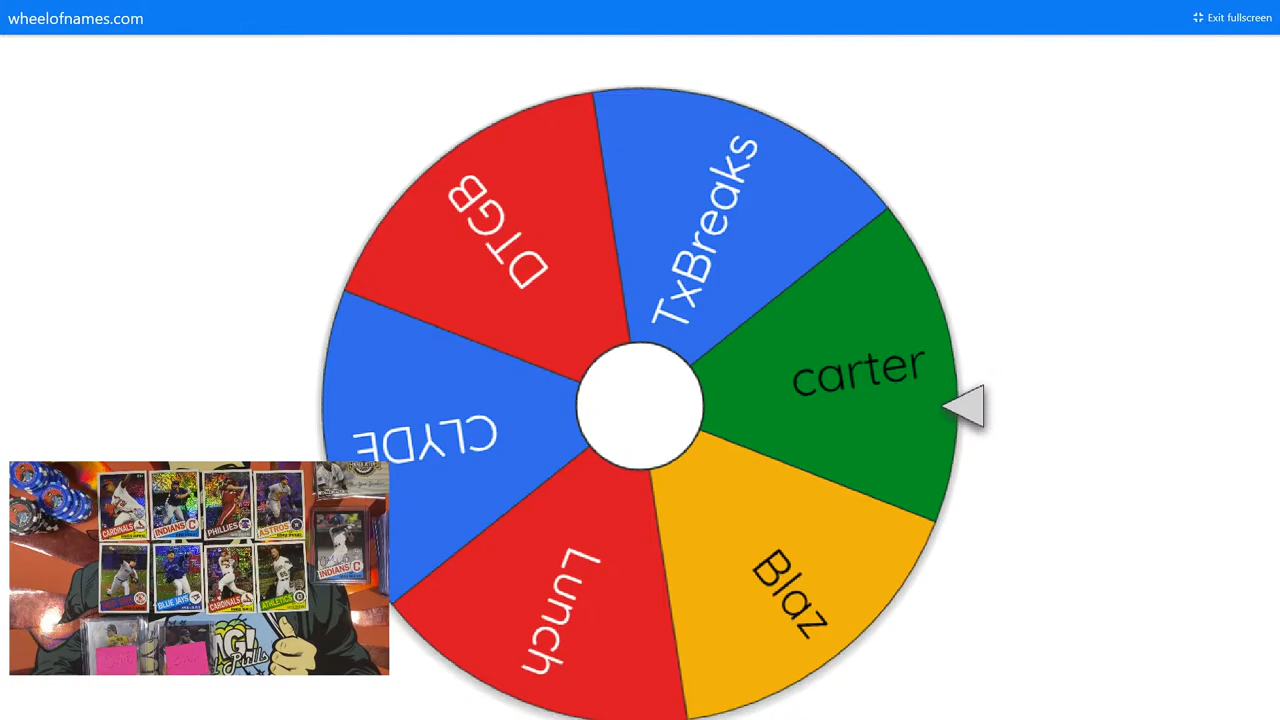 wheelofnames.com
Exit fullscreen
TxBreaks
DTGB
carter
CLYDE
Blaz
Lunch
CARDINALS
INDIANS
PHILLIES
ASTROS
INDIANS
BLUE JAYS
CARDINALS
ATHLETICS
Pulls